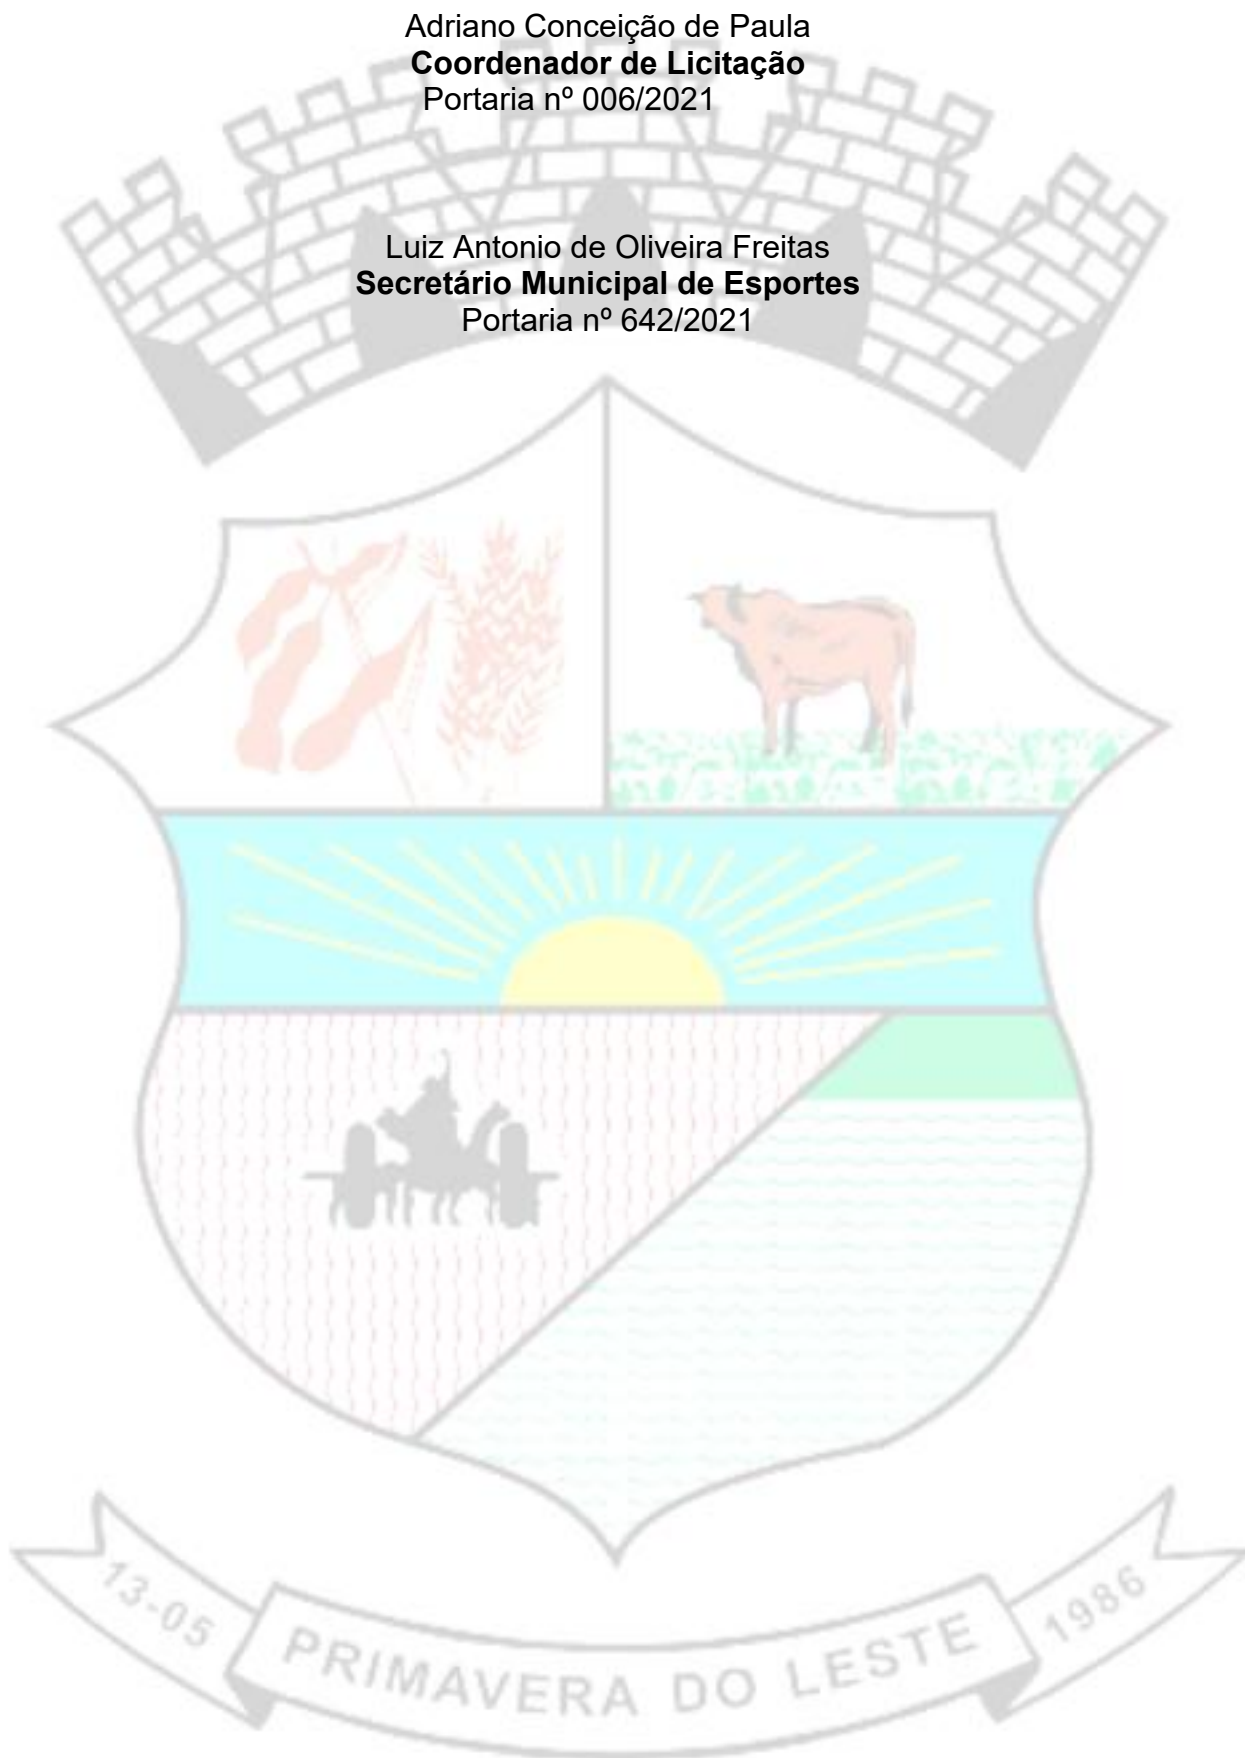 Adriano Conceição de Paula
Coordenador de Licitação
Portaria nº 006/2021
Luiz Antonio de Oliveira Freitas
Secretário Municipal de Esportes
Portaria nº 642/2021
13-05
PRIMAVERA DO LESTE
1986